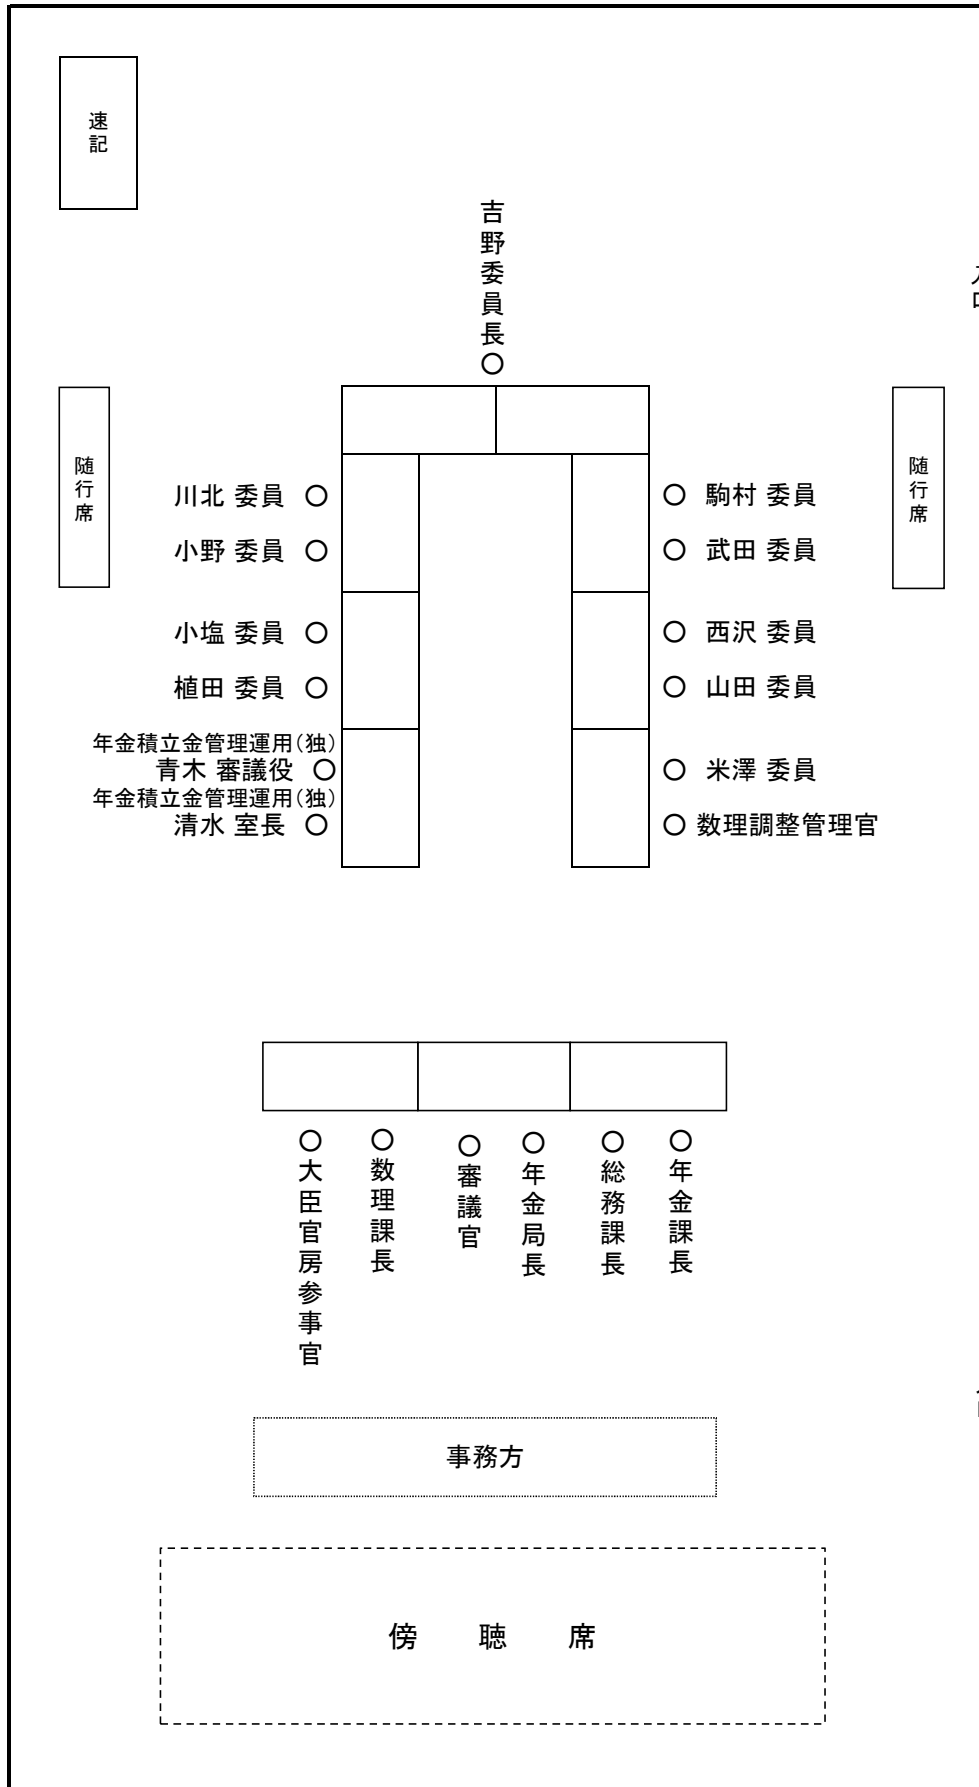 速記
吉野委員長○
入口
随行席
随行席
川北 委員 ○
○ 駒村 委員
小野 委員 ○
○ 武田 委員
小塩 委員 ○
○ 西沢 委員
植田 委員 ○
○ 山田 委員
年金積立金管理運用(独)
青木 審議役 ○
○ 米澤 委員
年金積立金管理運用(独)
清水 室長 ○
○ 数理調整管理官
○大臣官房参事官
○数理課長
○審議官
○年金局長
○総務課長
○年金課長
事務方
傍 聴 席